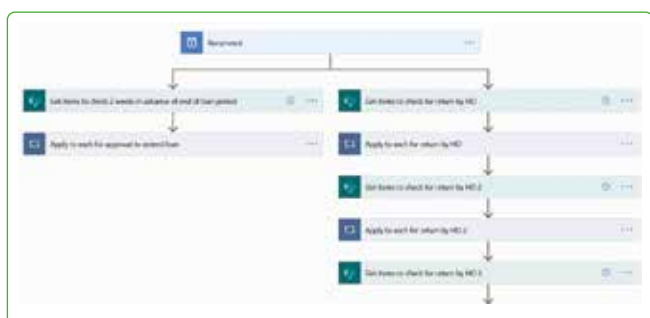 Recurrence
Get items to check 2 weeks in advance of end of loan period
Apply to each for approval to extend loan
Get items to check for return by MD
Apply to each for return by MD
Get items to check for return by MD 2
Apply to each for return by MD 2
Get items to check for return by MD 3